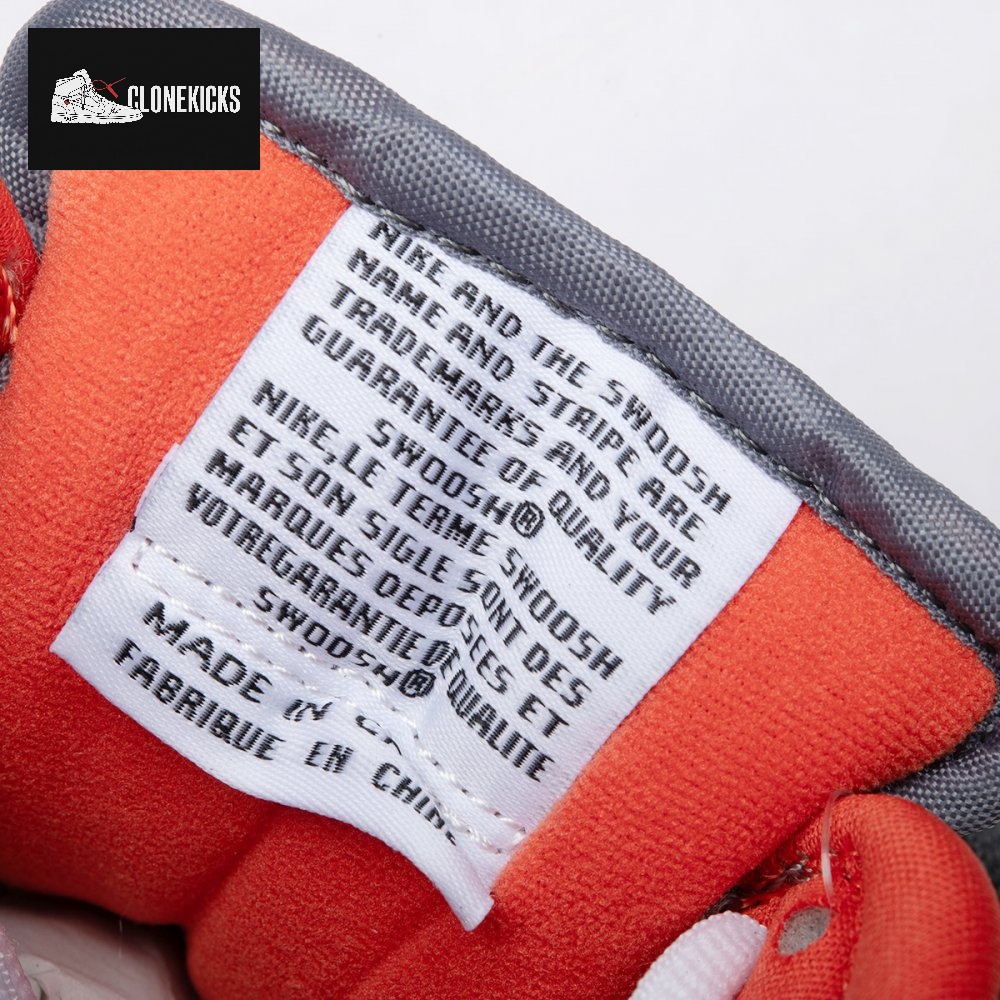 CLONEKICKS
NIKE AND THE SWOOSH
NAME AND STRIPE ARE
TRADEMARKS AND YOUR
GUARANTEE OF QUALITY
SWOOSH®
NIKE,LE TERME SWOOSH
ET SON SIGLE SONT DES
MARQUES DEPOSEES ET
VOTREGARANTIE DE QUALITE
SWOOSH®
MADE IN
FABRIQUE EN CHINE